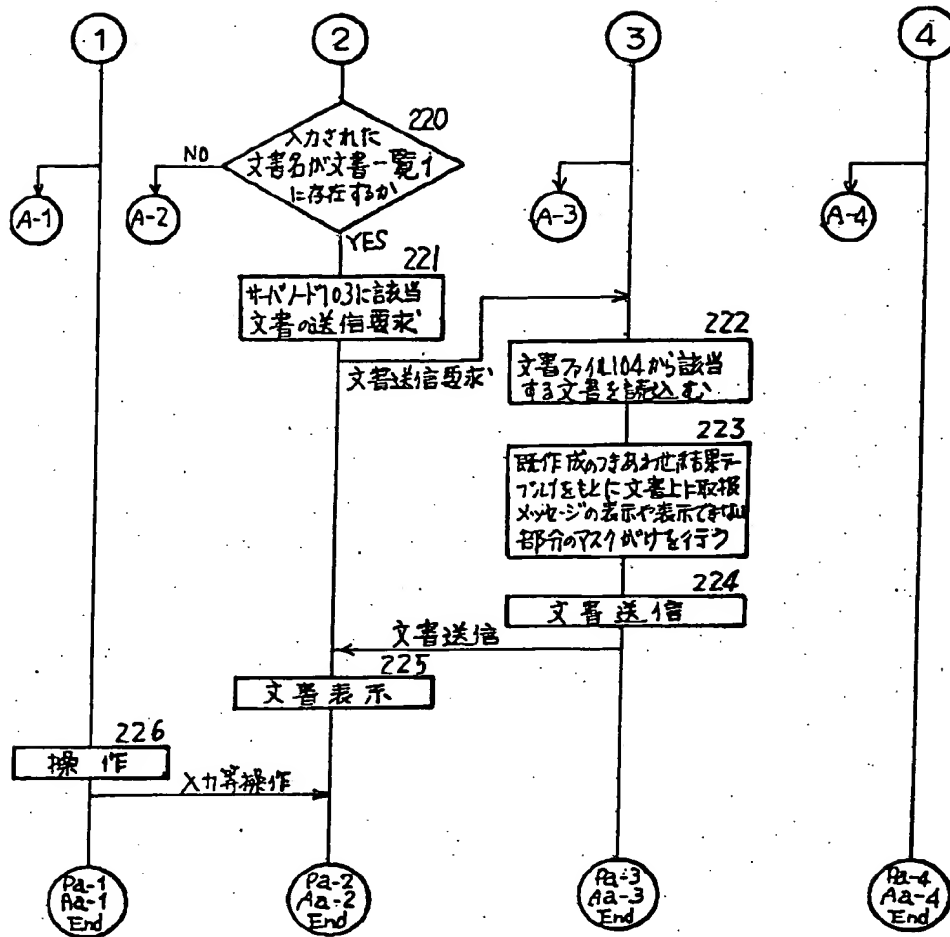 1
2
3
4
220
入力された
文書名が文書一覧1
に存在するか
NO
A-1
A-2
A-3
A-4
YES
221
サーバノード103に該当
文書の送信要求
文書送信要求
222
文書ファイル104から該当
する文書を読込む
223
既作成のつきあわせ結果テー
ブル1をもとに文書上に取扱
メッセージの表示や表示できない
部分のマスクがけを行う
224
文書送信
文書送信
225
文書表示
226
操作
入力等操作
Pa-1
Aa-1
End
Pa-2
Aa-2
End
Pa-3
Aa-3
End
Pa-4
Aa-4
End